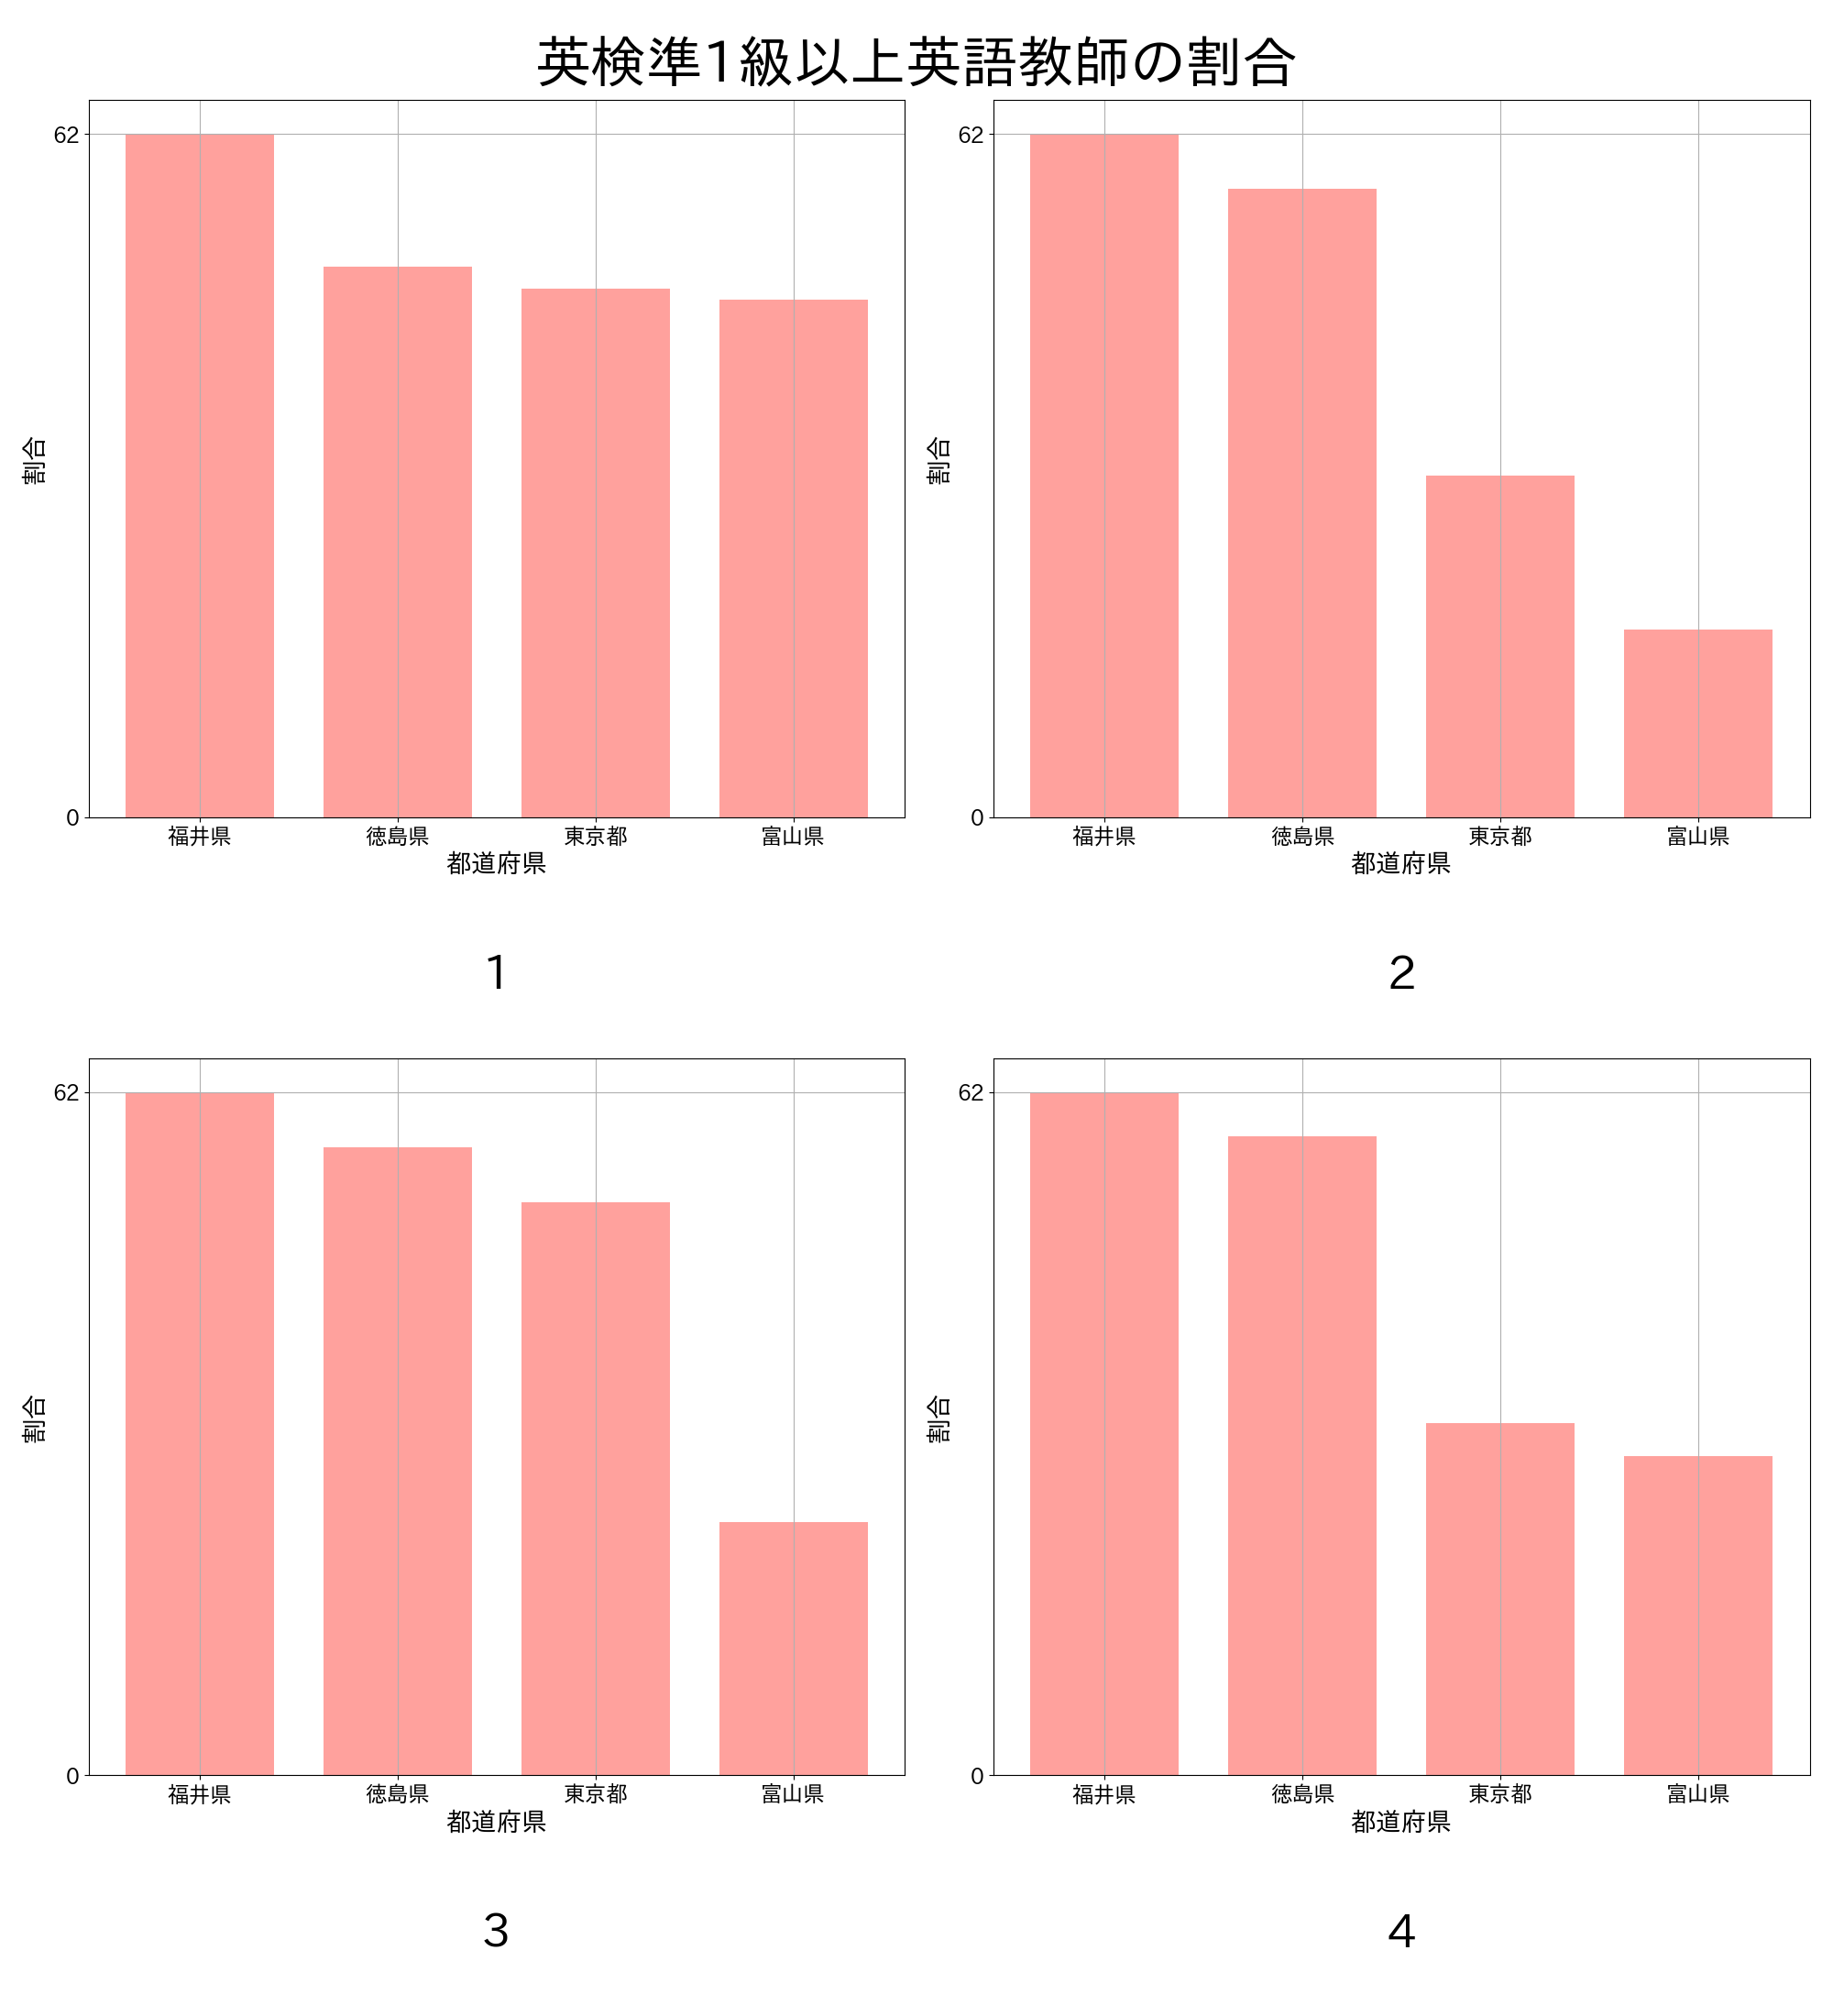 英検準1級以上英語教師の割合
62
0
割合
福井県 徳島県 東京都 富山県
都道府県
1
62
0
割合
福井県 徳島県 東京都 富山県
都道府県
2
62
0
割合
福井県 徳島県 東京都 富山県
都道府県
3
62
0
割合
福井県 徳島県 東京都 富山県
都道府県
4